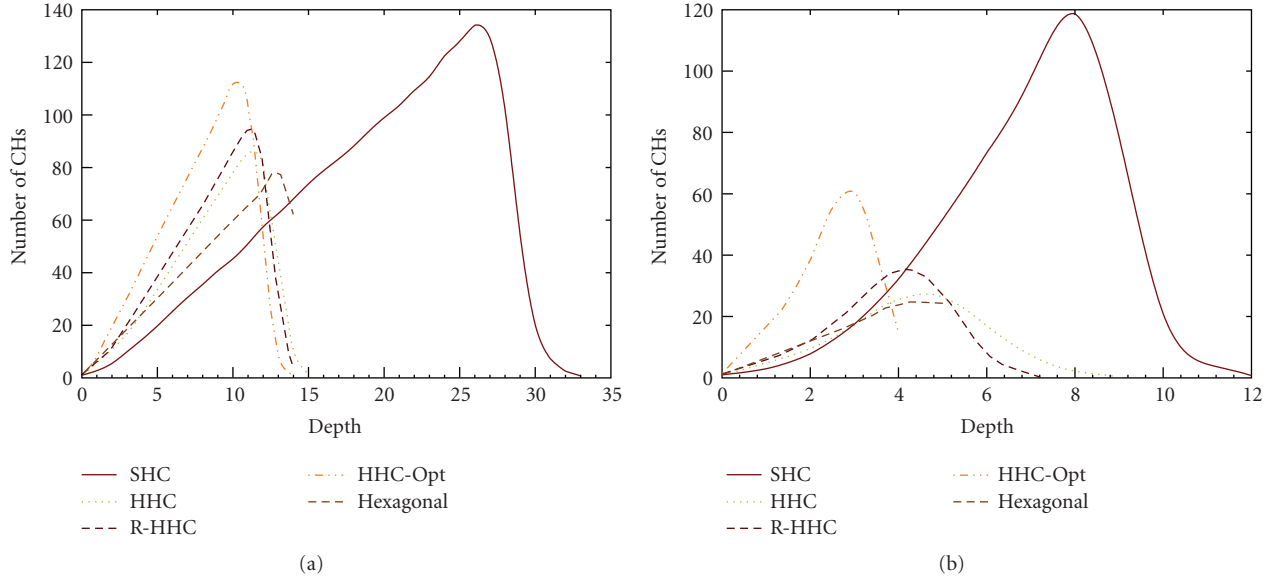 140
120
100
80
60
40
20
0
Number of CHs
0 5 10 15 20 25 30 35
Depth
SHC
HHC
R-HHC
HHC-Opt
Hexagonal
(a)
120
100
80
60
40
20
0
Number of CHs
0 2 4 6 8 10 12
Depth
SHC
HHC
R-HHC
HHC-Opt
Hexagonal
(b)